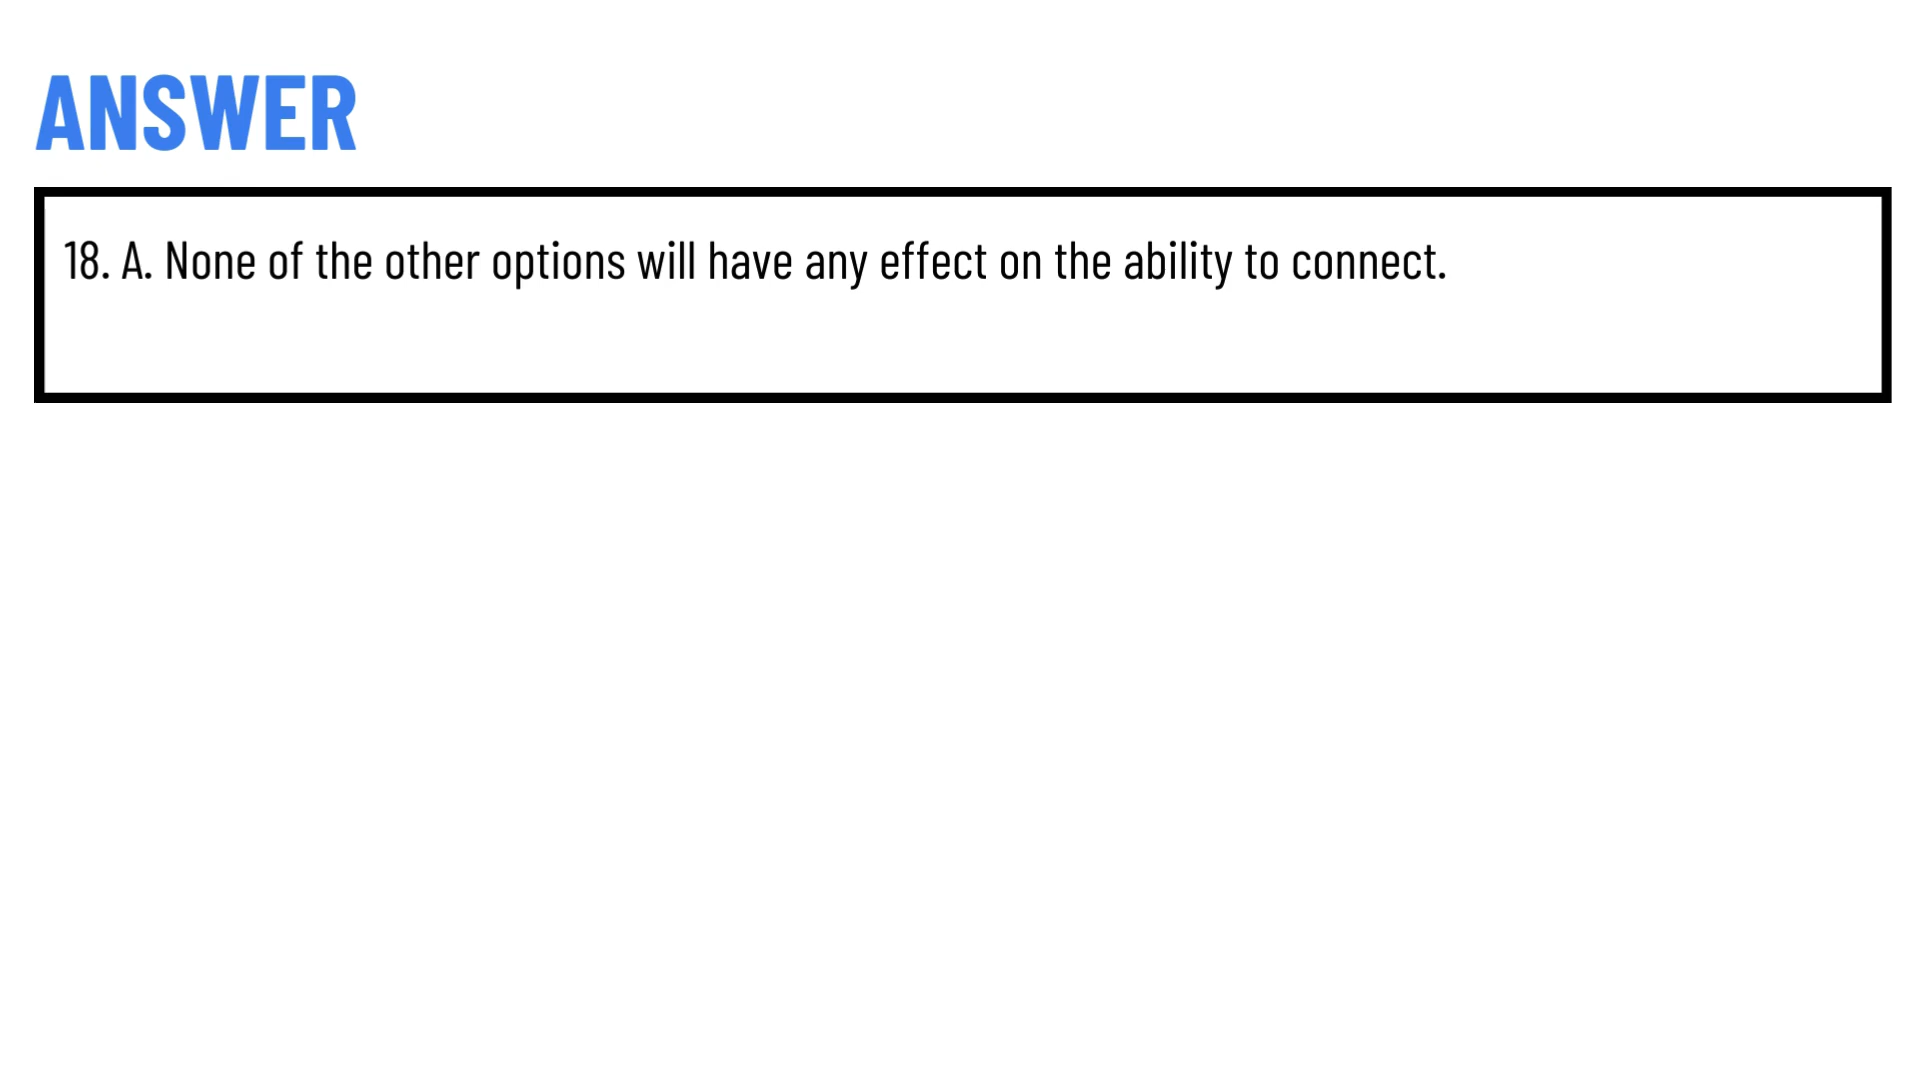 ANSWER
18. A. None of the other options will have any effect on the ability to connect.